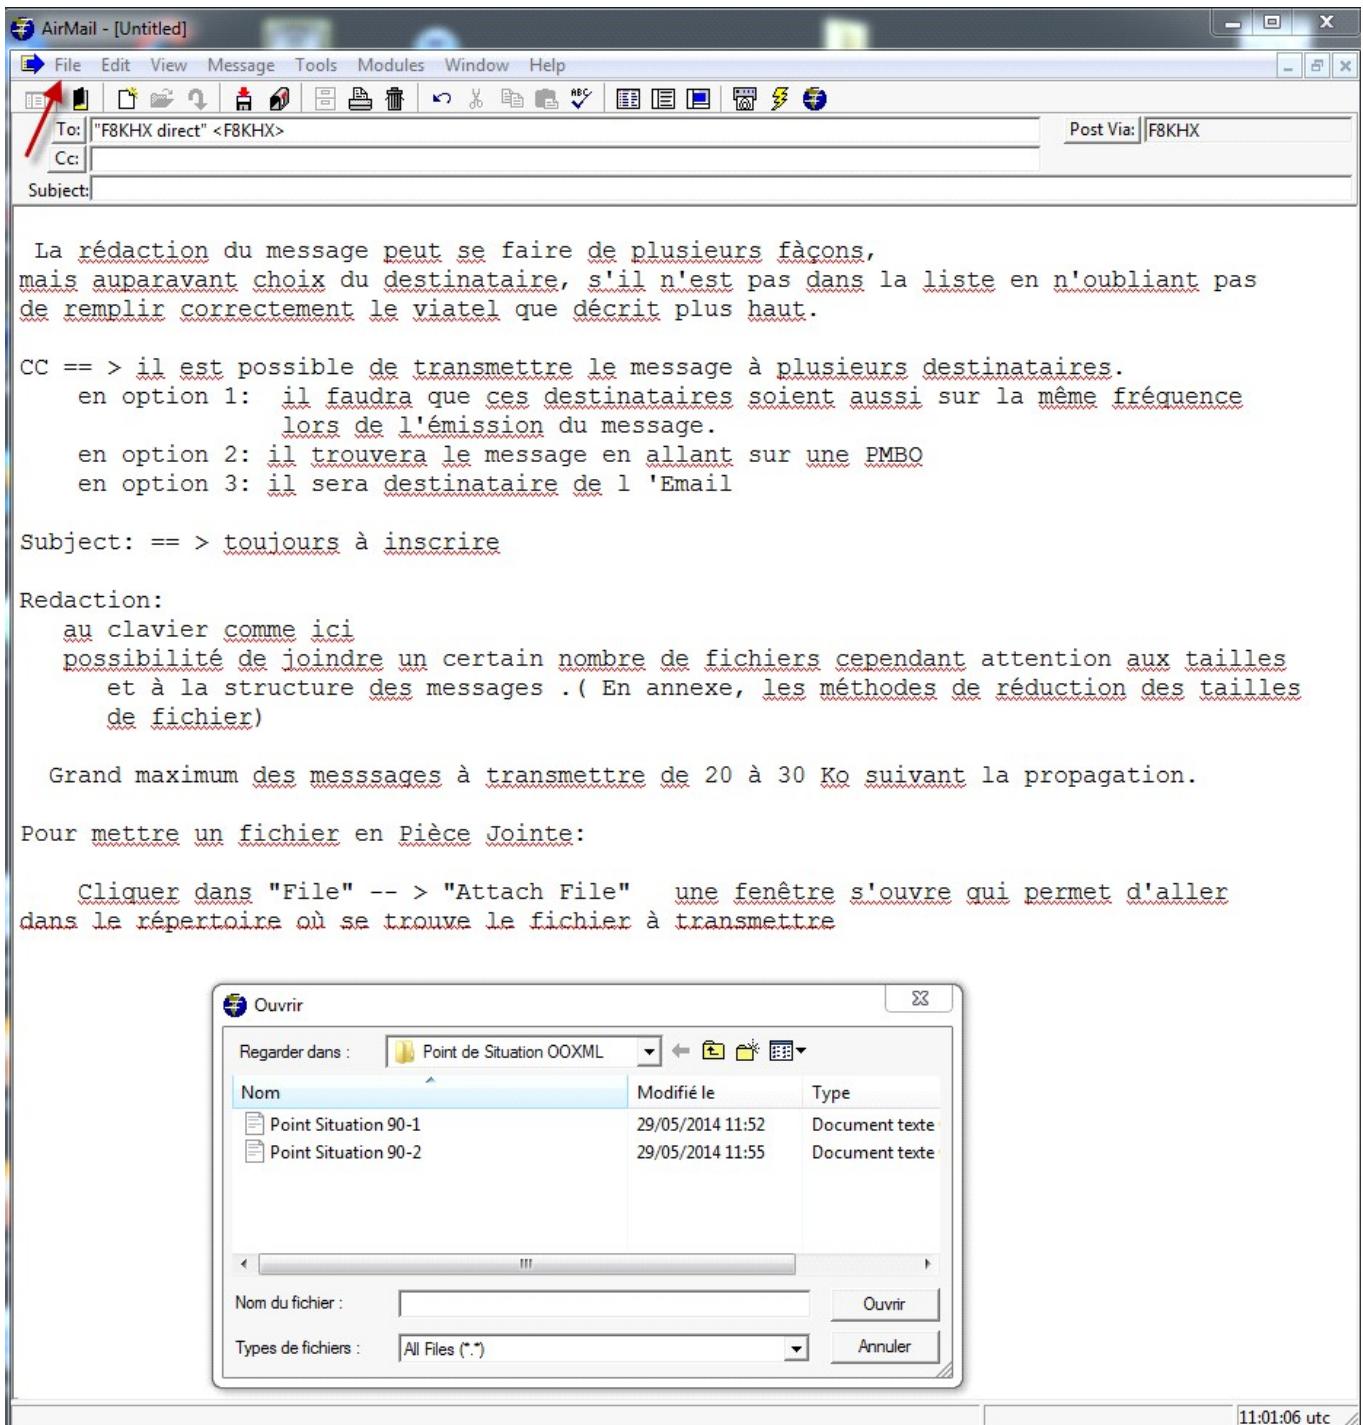 AirMail - [Untitled]
File Edit View Message Tools Modules Window Help
To: "F8KHX direct" <F8KHX> Post Via: F8KHX
Cc:
Subject:
La rédaction du message peut se faire de plusieurs fàçons,
mais auparavant choix du destinataire, s'il n'est pas dans la liste en n'oubliant pas
de remplir correctement le viatel que décrit plus haut.
CC == > il est possible de transmettre le message à plusieurs destinataires.
en option 1: il faudra que ces destinataires soient aussi sur la même fréquence
lors de l'émission du message.
en option 2: il trouvera le message en allant sur une PMBO
en option 3: il sera destinataire de l 'Email
Subject: == > toujours à inscrire
Redaction:
au clavier comme ici
possibilité de joindre un certain nombre de fichiers cependant attention aux tailles
et à la structure des messages .( En annexe, les méthodes de réduction des tailles
de fichier)
Grand maximum des messsages à transmettre de 20 à 30 Ko suivant la propagation.
Pour mettre un fichier en Pièce Jointe:
Cliquer dans "File" -- > "Attach File" une fenêtre s'ouvre qui permet d'aller
dans le répertoire où se trouve le fichier à transmettre
Ouvrir
Regarder dans : Point de Situation OOXML
Nom Modifié le Type
Point Situation 90-1 29/05/2014 11:52 Document texte
Point Situation 90-2 29/05/2014 11:55 Document texte
Nom du fichier : Ouvrir
Types de fichiers : All Files (*.*) Annuler
11:01:06 utc